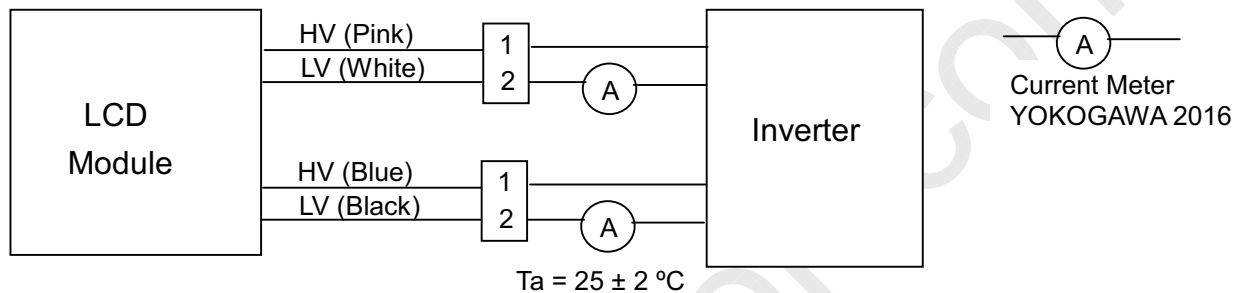 LCD
Module
HV (Pink)
LV (White)
1
2
A
HV (Blue)
LV (Black)
1
2
A
Ta = 25 ± 2 ºC
Inverter
A
Current Meter
YOKOGAWA 2016